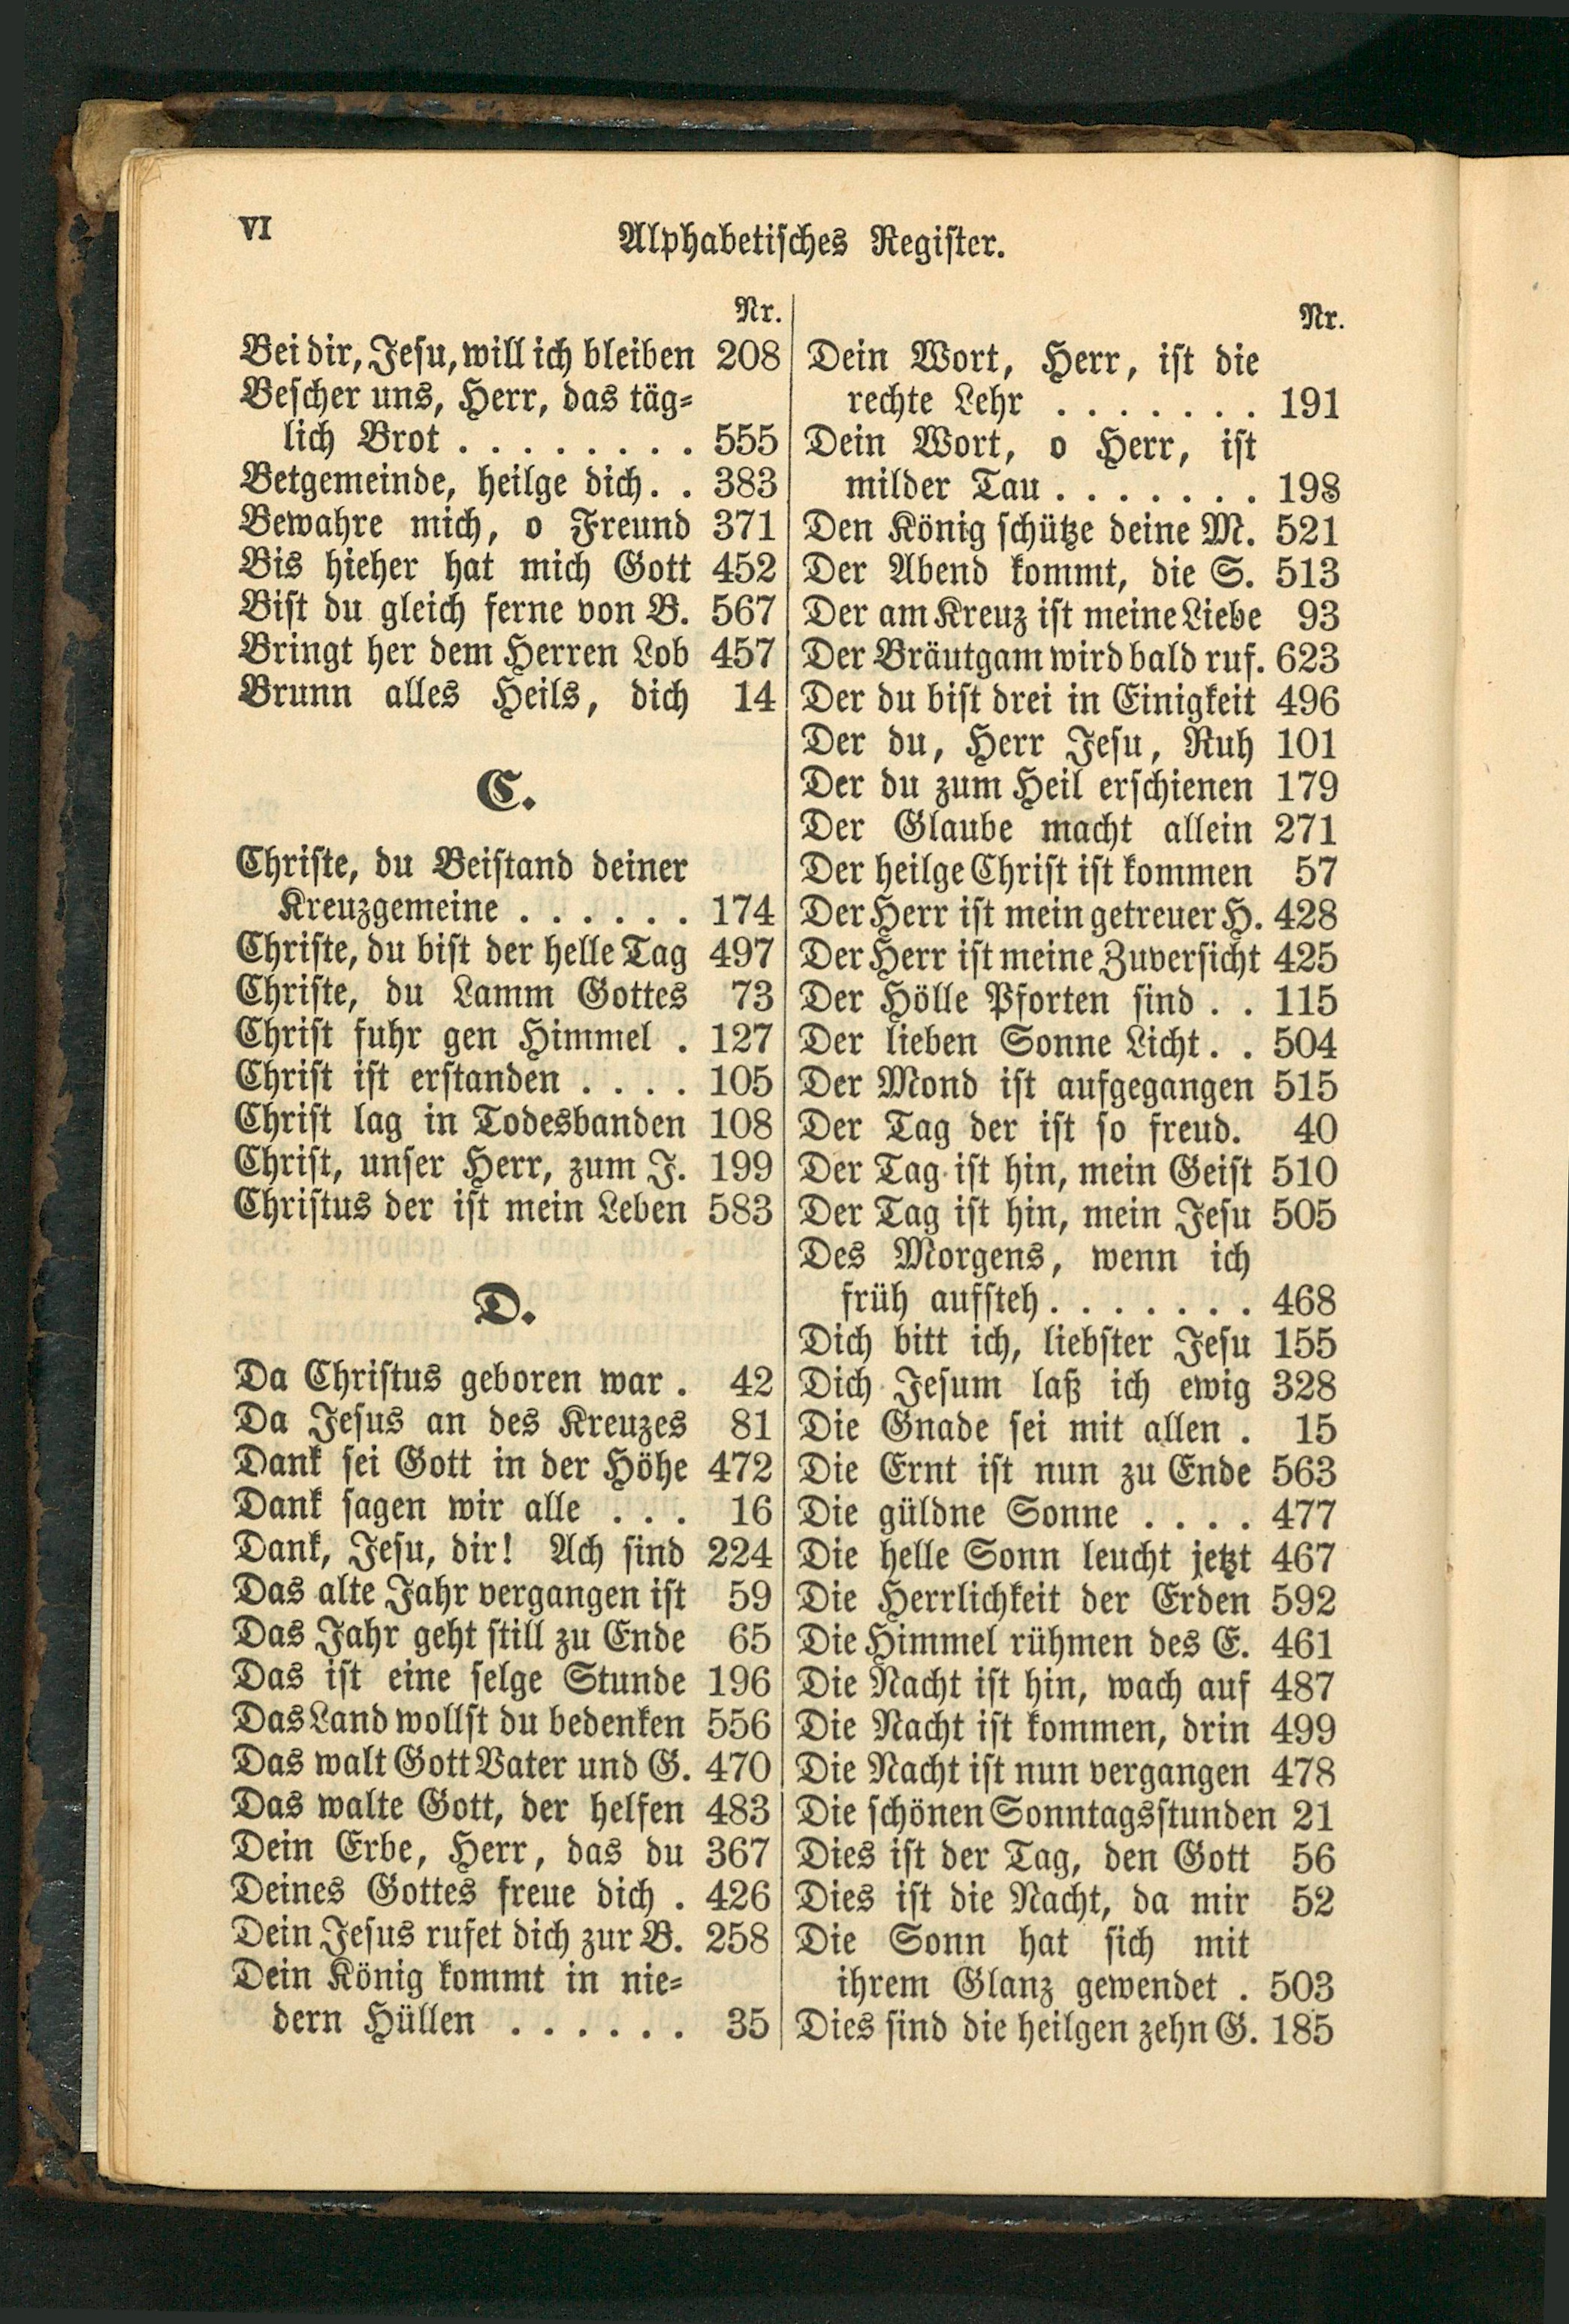 VI
Alphabetisches Register.
Nr.
Bei dir, Jesu, will ich bleiben 208
Bescher uns, Herr, das täg=
lich Brot . . . . . . . . 555
Betgemeinde, heilge dich. . 383
Bewahre mich, o Freund 371
Bis hieher hat mich Gott 452
Bist du gleich ferne von B. 567
Bringt her dem Herren Lob 457
Brunn alles Heils, dich 14
C.
Christe, du Beistand deiner
Kreuzgemeine . . . . . . 174
Christe, du bist der helle Tag 497
Christe, du Lamm Gottes 73
Christ fuhr gen Himmel . 127
Christ ist erstanden . . . . 105
Christ lag in Todesbanden 108
Christ, unser Herr, zum J. 199
Christus der ist mein Leben 583
D.
Da Christus geboren war . 42
Da Jesus an des Kreuzes 81
Dank sei Gott in der Höhe 472
Dank sagen wir alle . . . 16
Dank, Jesu, dir! Ach sind 224
Das alte Jahr vergangen ist 59
Das Jahr geht still zu Ende 65
Das ist eine selge Stunde 196
Das Land wollst du bedenken 556
Das walt Gott Vater und G. 470
Das walte Gott, der helfen 483
Dein Erbe, Herr, das du 367
Deines Gottes freue dich . 426
Dein Jesus rufet dich zur B. 258
Dein König kommt in nie=
dern Hüllen . . . . . . 35
Nr.
Dein Wort, Herr, ist die
rechte Lehr . . . . . . . 191
Dein Wort, o Herr, ist
milder Tau . . . . . . . 198
Den König schütze deine M. 521
Der Abend kommt, die S. 513
Der am Kreuz ist meine Liebe 93
Der Bräutgam wird bald ruf. 623
Der du bist drei in Einigkeit 496
Der du, Herr Jesu, Ruh 101
Der du zum Heil erschienen 179
Der Glaube macht allein 271
Der heilge Christ ist kommen 57
Der Herr ist mein getreuer H. 428
Der Herr ist meine Zuversicht 425
Der Hölle Pforten sind . . 115
Der lieben Sonne Licht. . 504
Der Mond ist aufgegangen 515
Der Tag der ist so freud. 40
Der Tag ist hin, mein Geist 510
Der Tag ist hin, mein Jesu 505
Des Morgens, wenn ich
früh aufsteh. . . . . . . 468
Dich bitt ich, liebster Jesu 155
Dich Jesum laß ich ewig 328
Die Gnade sei mit allen . 15
Die Ernt ist nun zu Ende 563
Die güldne Sonne . . . . 477
Die helle Sonn leucht jetzt 467
Die Herrlichkeit der Erden 592
Die Himmel rühmen des E. 461
Die Nacht ist hin, wach auf 487
Die Nacht ist kommen, drin 499
Die Nacht ist nun vergangen 478
Die schönen Sonntagsstunden 21
Dies ist der Tag, den Gott 56
Dies ist die Nacht, da mir 52
Die Sonn hat sich mit
ihrem Glanz gewendet . 503
Dies sind die heilgen zehn G. 185